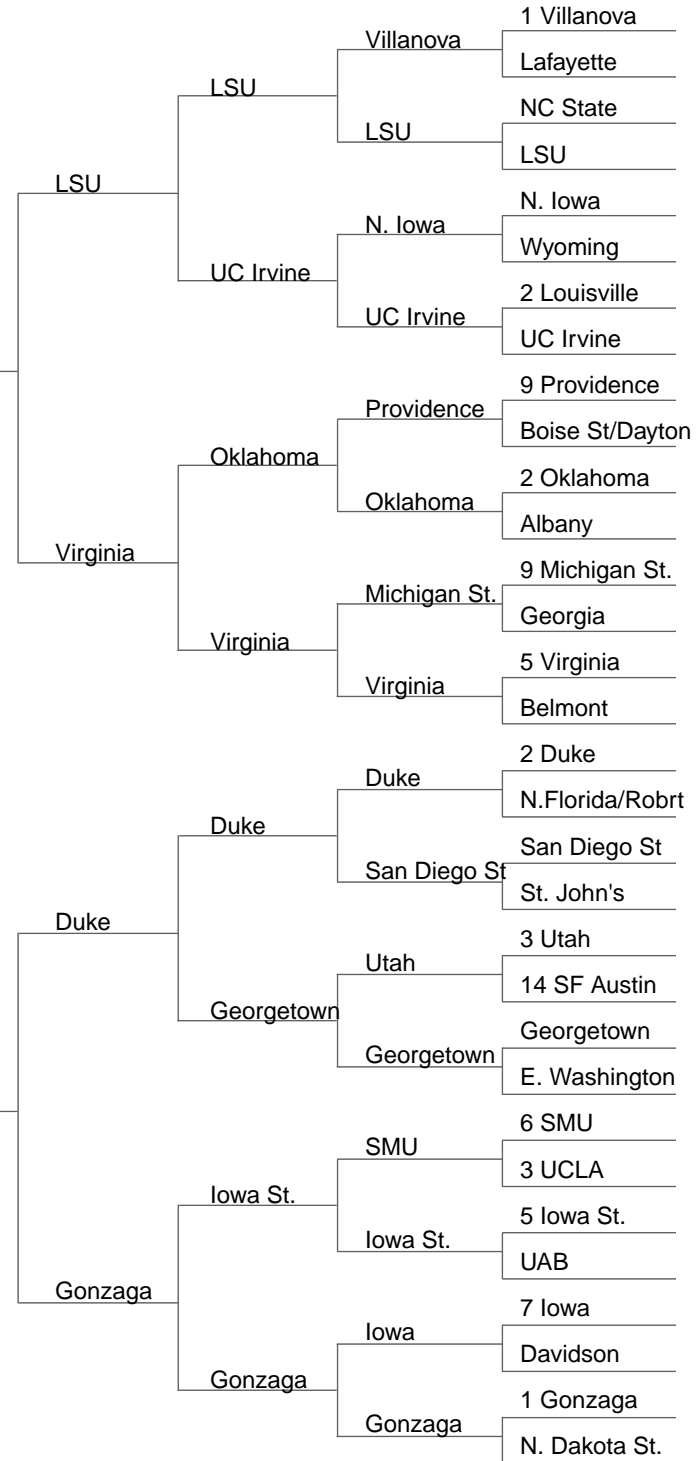 1 Villanova
Villanova
Lafayette
LSU
NC State
LSU
LSU
LSU
N. Iowa
N. Iowa
Wyoming
UC Irvine
2 Louisville
UC Irvine
UC Irvine
9 Providence
Providence
Boise St/Dayton
Oklahoma
2 Oklahoma
Oklahoma
Albany
Virginia
9 Michigan St.
Michigan St.
Georgia
Virginia
5 Virginia
Virginia
Belmont
2 Duke
Duke
N.Florida/Robrt
Duke
San Diego St
San Diego St
St. John's
Duke
3 Utah
Utah
14 SF Austin
Georgetown
Georgetown
Georgetown
E. Washington
6 SMU
SMU
3 UCLA
Iowa St.
5 Iowa St.
Iowa St.
UAB
Gonzaga
7 Iowa
Iowa
Davidson
Gonzaga
1 Gonzaga
Gonzaga
N. Dakota St.